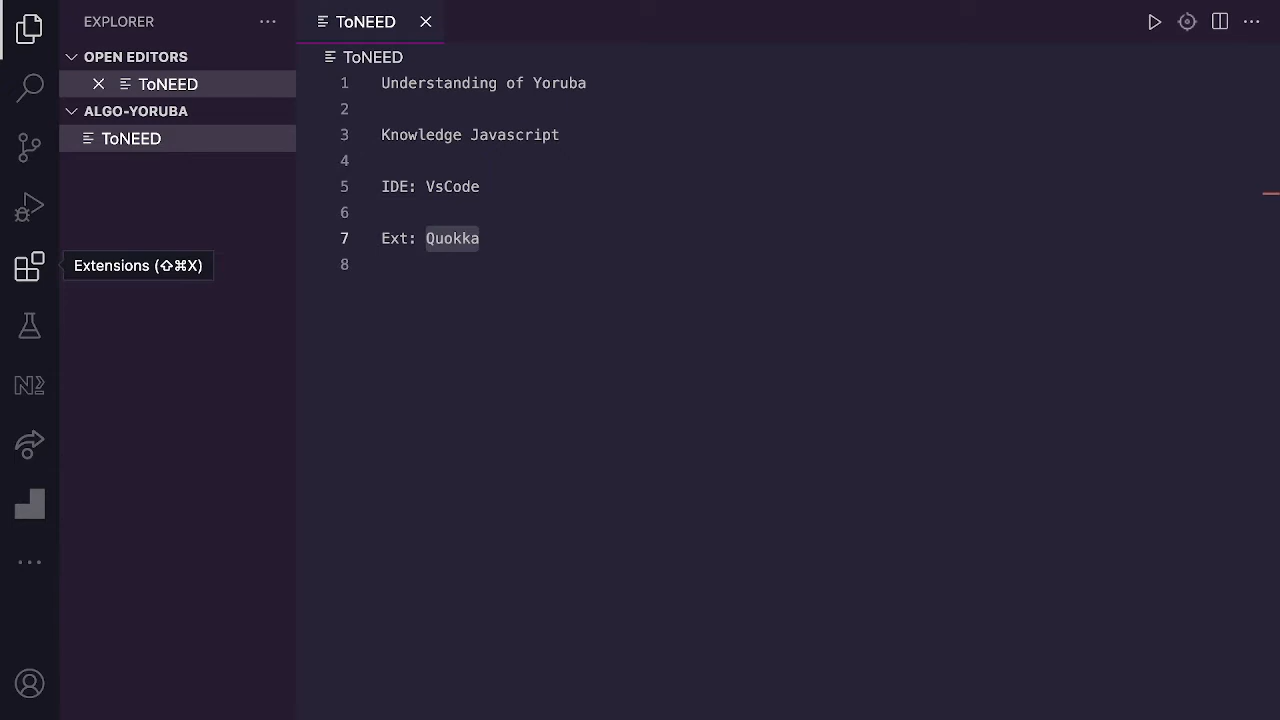 EXPLORER
OPEN EDITORS
ToNEED
ALGO-YORUBA
ToNEED
Extensions (⇧⌘X)
ToNEED
ToNEED
1 Understanding of Yoruba
2
3 Knowledge Javascript
4
5 IDE: VsCode
6
7 Ext: Quokka
8